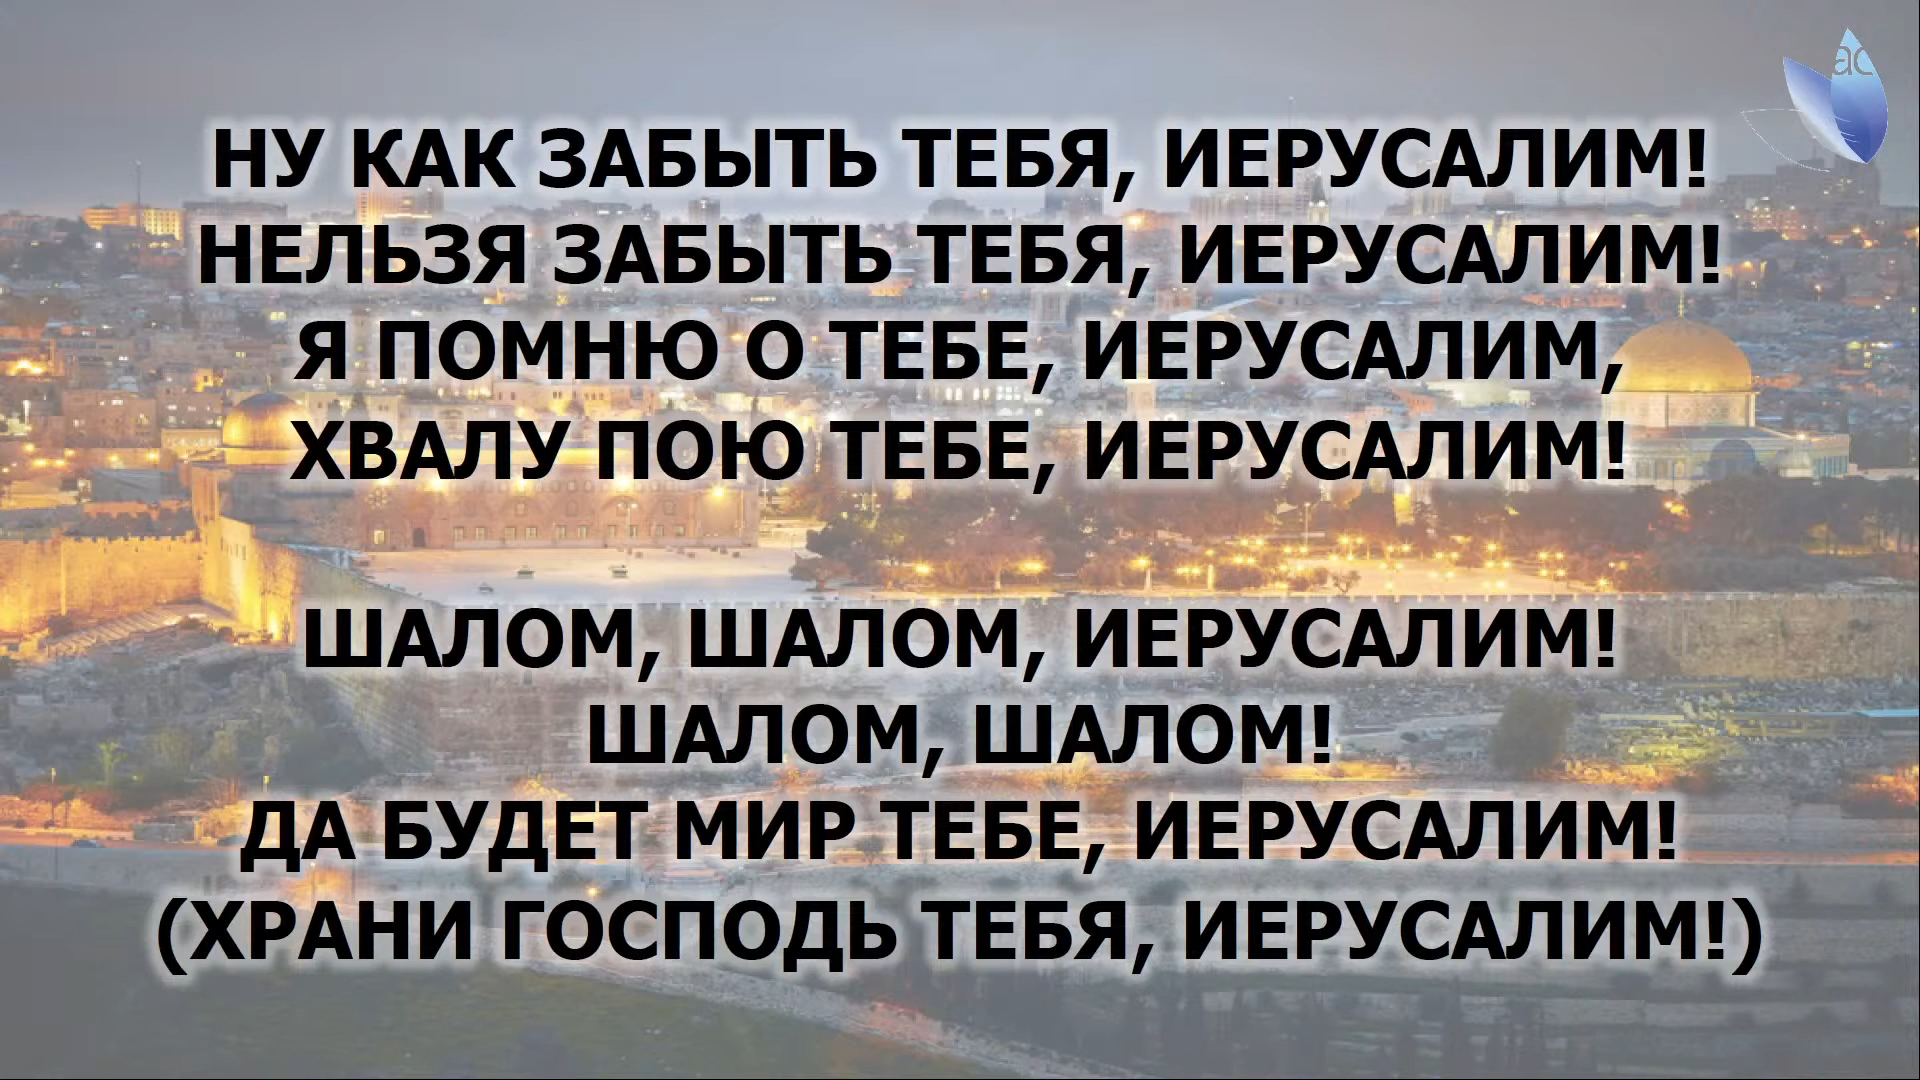 ас
НУ КАК ЗАБЫТЬ ТЕБЯ, ИЕРУСАЛИМ!
НЕЛЬЗЯ ЗАБЫТЬ ТЕБЯ, ИЕРУСАЛИМ!
Я ПОМНЮ О ТЕБЕ, ИЕРУСАЛИМ,
ХВАЛУ ПОЮ ТЕБЕ, ИЕРУСАЛИМ!
ШАЛОМ, ШАЛОМ, ИЕРУСАЛИМ!
ШАЛОМ, ШАЛОМ!
ДА БУДЕТ МИР ТЕБЕ, ИЕРУСАЛИМ!
(ХРАНИ ГОСПОДЬ ТЕБЯ, ИЕРУСАЛИМ!)